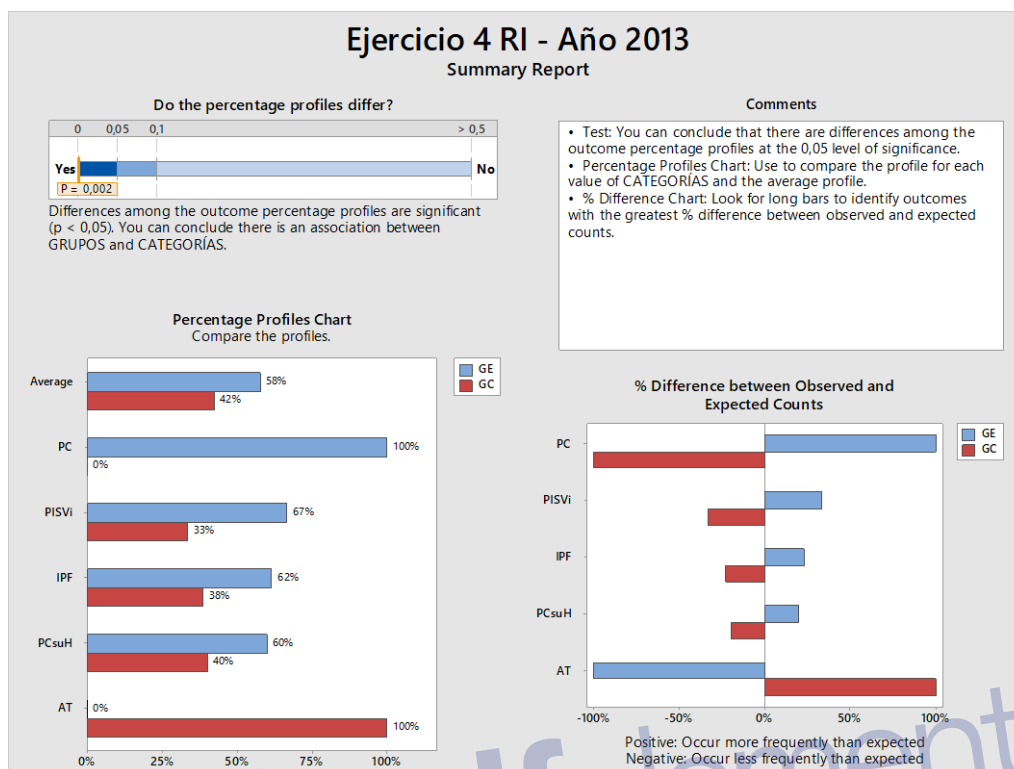 Ejercicio 4 RI - Año 2013
Summary Report
Do the percentage profiles differ?
0 0,05 0,1 > 0,5
Yes No
P = 0,002
Differences among the outcome percentage profiles are significant
(p < 0,05). You can conclude there is an association between
GRUPOS and CATEGORÍAS.
Comments
• Test: You can conclude that there are differences among the
outcome percentage profiles at the 0,05 level of significance.
• Percentage Profiles Chart: Use to compare the profile for each
value of CATEGORÍAS and the average profile.
• % Difference Chart: Look for long bars to identify outcomes
with the greatest % difference between observed and expected
counts.
Percentage Profiles Chart
Compare the profiles.
GE
GC
Average 58%
42%
PC 100%
0%
PISVi 67%
33%
IPF 62%
38%
PCsuH 60%
40%
AT 0%
100%
0% 25% 50% 75% 100%
% Difference between Observed and
Expected Counts
GE
GC
PC
PISVi
IPF
PCsuH
AT
-100% -50% 0% 50% 100%
Positive: Occur more frequently than expected
Negative: Occur less frequently than expected